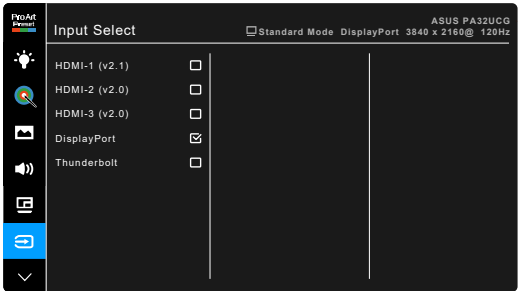 ProArt
Preset
Input Select
ASUS PA32UCG
Standard Mode DisplayPort 3840 x 2160@ 120Hz
HDMI-1 (v2.1)
HDMI-2 (v2.0)
HDMI-3 (v2.0)
DisplayPort
Thunderbolt